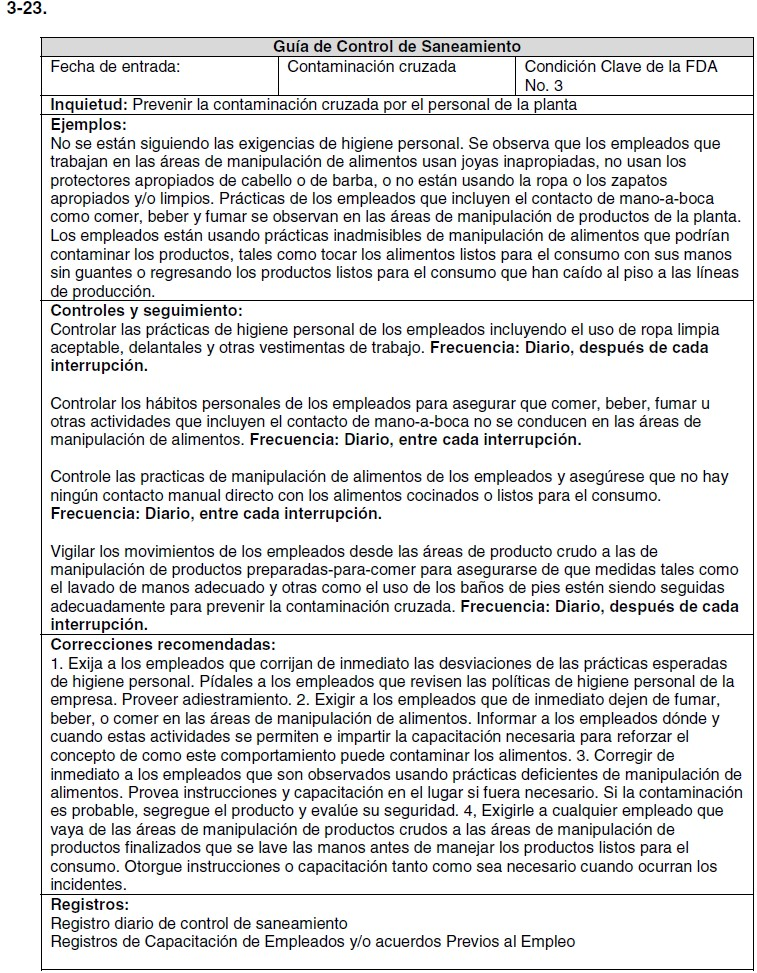 3-23.
Guía de Control de Saneamiento
Fecha de entrada:
Contaminación cruzada
Condición Clave de la FDA
No. 3
Inquietud: Prevenir la contaminación cruzada por el personal de la planta
Ejemplos:
No se están siguiendo las exigencias de higiene personal. Se observa que los empleados que
trabajan en las áreas de manipulación de alimentos usan joyas inapropiadas, no usan los
protectores apropiados de cabello o de barba, o no están usando la ropa o los zapatos
apropiados y/o limpios. Prácticas de los empleados que incluyen el contacto de mano-a-boca
como comer, beber y fumar se observan en las áreas de manipulación de productos de la planta.
Los empleados están usando prácticas inadmisibles de manipulación de alimentos que podrían
contaminar los productos, tales como tocar los alimentos listos para el consumo con sus manos
sin guantes o regresando los productos listos para el consumo que han caído al piso a las líneas
de producción.
Controles y seguimiento:
Controlar las prácticas de higiene personal de los empleados incluyendo el uso de ropa limpia
aceptable, delantales y otras vestimentas de trabajo. Frecuencia: Diario, después de cada
interrupción.
Controlar los hábitos personales de los empleados para asegurar que comer, beber, fumar u
otras actividades que incluyen el contacto de mano-a-boca no se conducen en las áreas de
manipulación de alimentos. Frecuencia: Diario, entre cada interrupción.
Controle las practicas de manipulación de alimentos de los empleados y asegúrese que no hay
ningún contacto manual directo con los alimentos cocinados o listos para el consumo.
Frecuencia: Diario, entre cada interrupción.
Vigilar los movimientos de los empleados desde las áreas de producto crudo a las de
manipulación de productos preparadas-para-comer para asegurarse de que medidas tales como
el lavado de manos adecuado y otras como el uso de los baños de pies estén siendo seguidas
adecuadamente para prevenir la contaminación cruzada. Frecuencia: Diario, después de cada
interrupción.
Correcciones recomendadas:
1. Exija a los empleados que corrijan de inmediato las desviaciones de las prácticas esperadas
de higiene personal. Pídales a los empleados que revisen las políticas de higiene personal de la
empresa. Proveer adiestramiento. 2. Exigir a los empleados que de inmediato dejen de fumar,
beber, o comer en las áreas de manipulación de alimentos. Informar a los empleados dónde y
cuando estas actividades se permiten e impartir la capacitación necesaria para reforzar el
concepto de como este comportamiento puede contaminar los alimentos. 3. Corregir de
inmediato a los empleados que son observados usando prácticas deficientes de manipulación de
alimentos. Provea instrucciones y capacitación en el lugar si fuera necesario. Si la contaminación
es probable, segregue el producto y evalúe su seguridad. 4, Exigirle a cualquier empleado que
vaya de las áreas de manipulación de productos crudos a las áreas de manipulación de
productos finalizados que se lave las manos antes de manejar los productos listos para el
consumo. Otorgue instrucciones o capacitación tanto como sea necesario cuando ocurran los
incidentes.
Registros:
Registro diario de control de saneamiento
Registros de Capacitación de Empleados y/o acuerdos Previos al Empleo